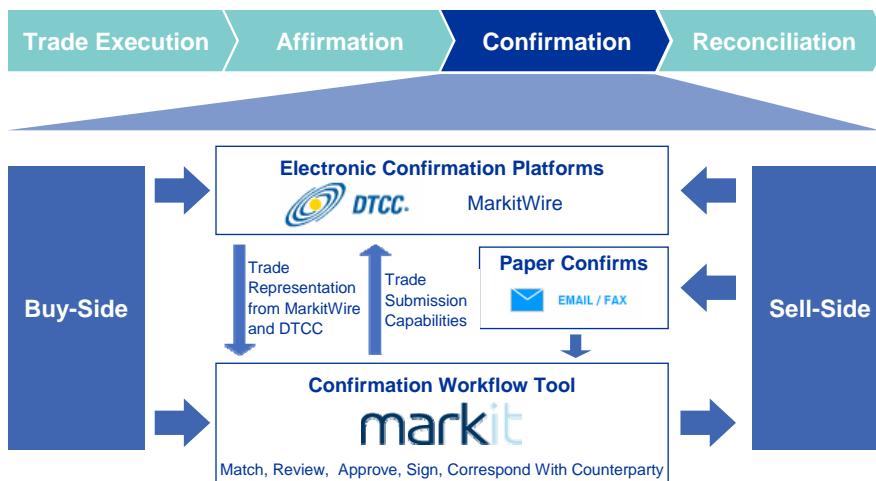 Trade Execution
Affirmation
Confirmation
Reconciliation
Electronic Confirmation Platforms
DTCC.
MarkitWire
Buy-Side
Trade
Representation
from MarkitWire
and DTCC
Trade
Submission
Capabilities
Paper Confirms
EMAIL / FAX
Sell-Side
Confirmation Workflow Tool
markit
Match, Review, Approve, Sign, Correspond With Counterparty